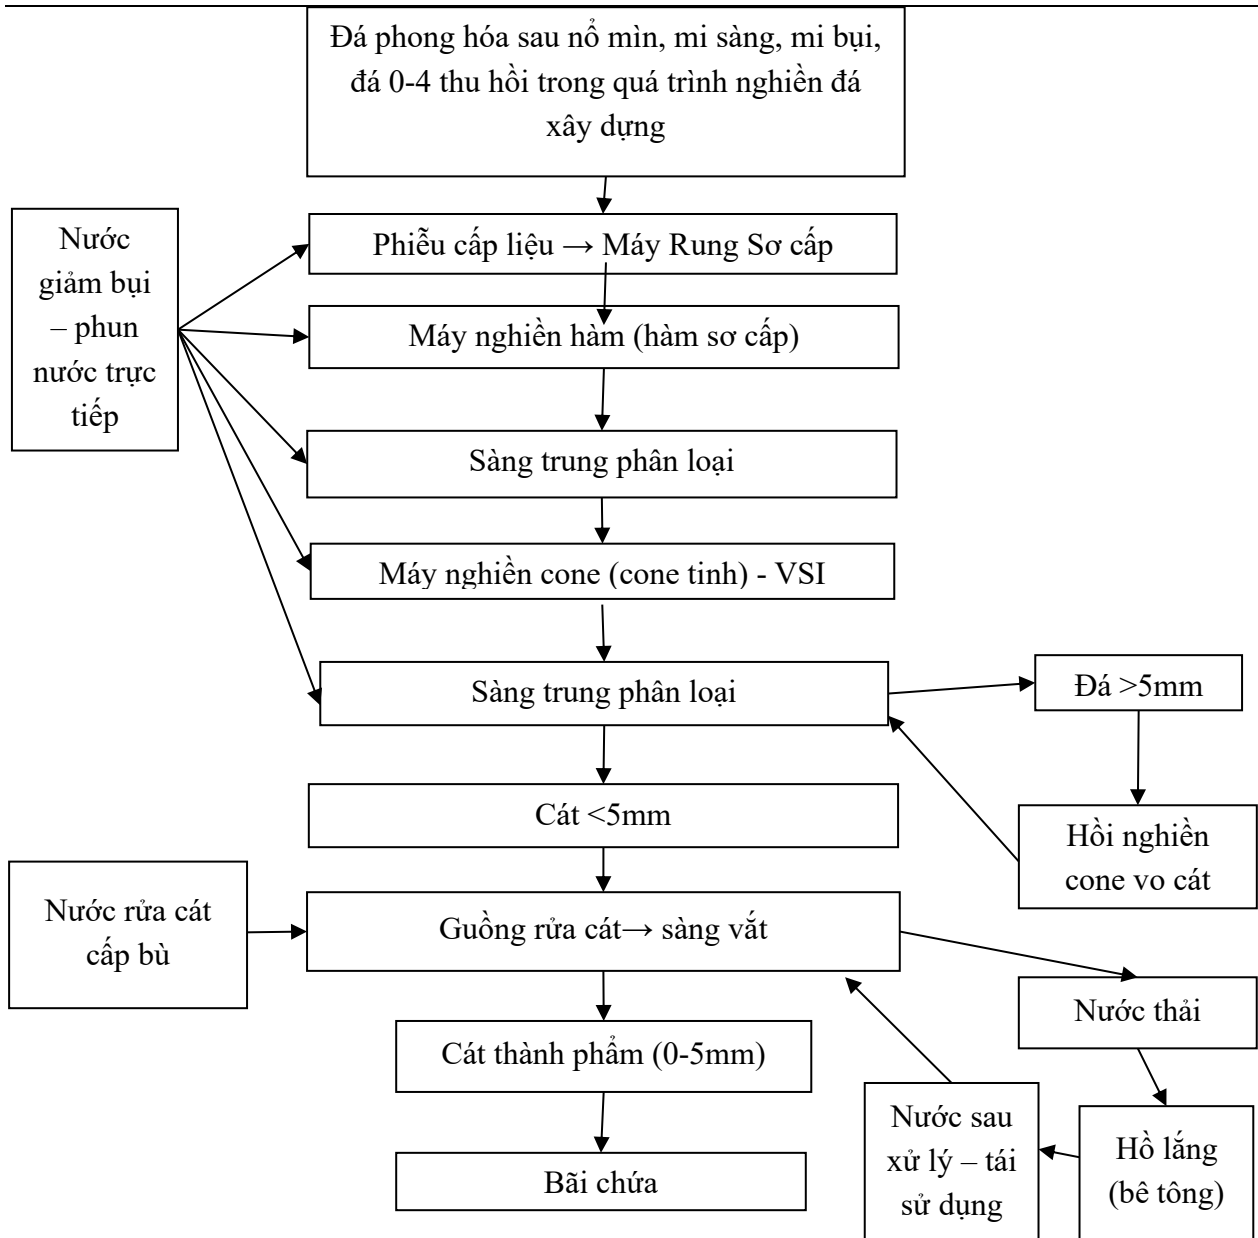 Đá phong hóa sau nổ mìn, mi sàng, mi bụi,
đá 0-4 thu hồi trong quá trình nghiền đá
xây dựng
Nước
giảm bụi
– phun
nước trực
tiếp
Phiễu cấp liệu → Máy Rung Sơ cấp
Máy nghiền hàm (hàm sơ cấp)
Sàng trung phân loại
Máy nghiền cone (cone tinh) - VSI
Sàng trung phân loại
Đá >5mm
Cát <5mm
Hồi nghiền
cone vo cát
Nước rửa cát
cấp bù
Guồng rửa cát→ sàng vắt
Nước thải
Cát thành phẩm (0-5mm)
Nước sau
xử lý – tái
sử dụng
Hồ lắng
(bê tông)
Bãi chứa